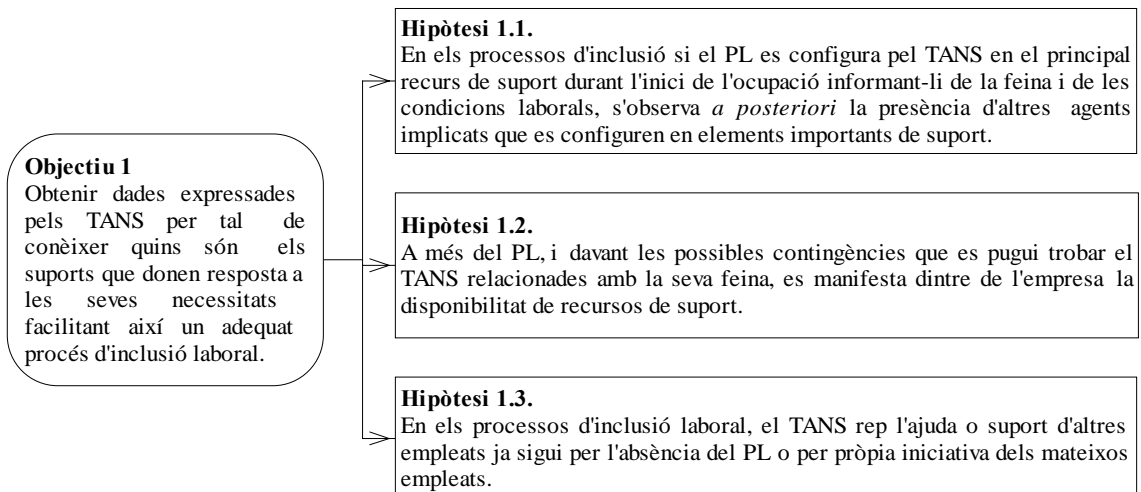 Hipòtesi 1.1.
En els processos d'inclusió si el PL es configura pel TANS en el principal
recurs de suport durant l'inici de l'ocupació informant-li de la feina i de les
condicions laborals, s'observa a posteriori la presència d'altres agents
implicats que es configuren en elements importants de suport.
Objectiu 1
Obtenir dades expressades
pels TANS per tal de
conèixer quins són els
suports que donen resposta a
les seves necessitats
facilitant així un adequat
procés d'inclusió laboral.
Hipòtesi 1.2.
A més del PL, i davant les possibles contingències que es pugui trobar el
TANS relacionades amb la seva feina, es manifesta dintre de l'empresa la
disponibilitat de recursos de suport.
Hipòtesi 1.3.
En els processos d'inclusió laboral, el TANS rep l'ajuda o suport d'altres
empleats ja sigui per l'absència del PL o per pròpia iniciativa dels mateixos
empleats.